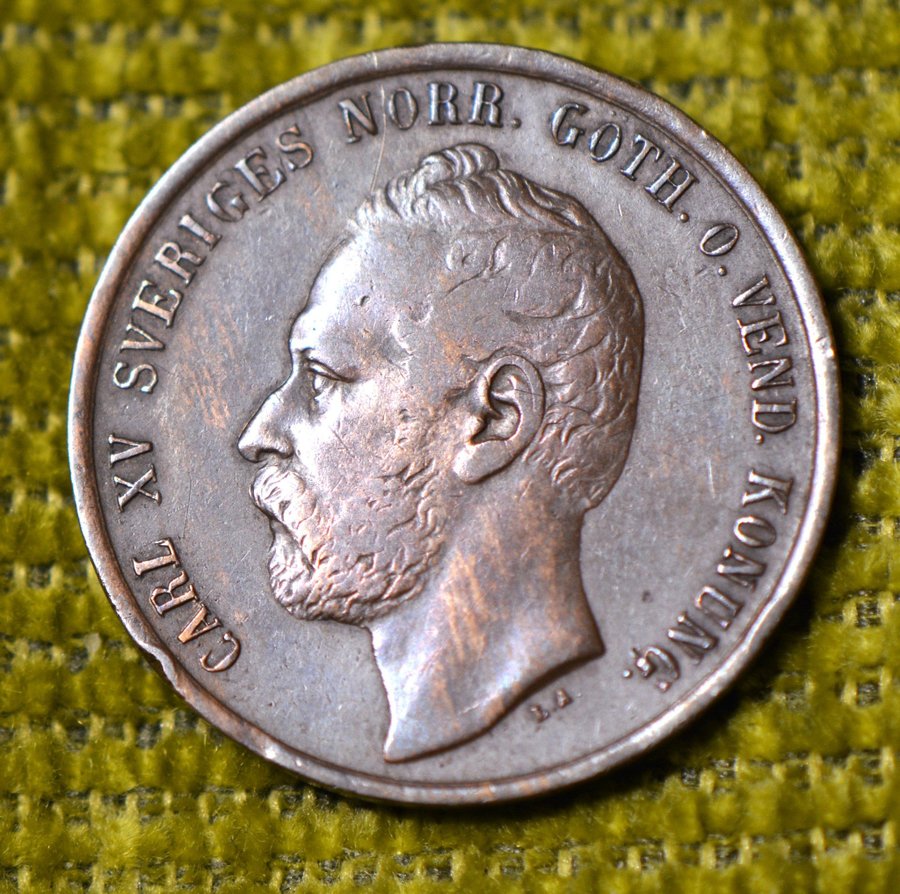 CARL XV SVERIGES NORR. GOTH. O. VEND. KONUNG.
L.A.